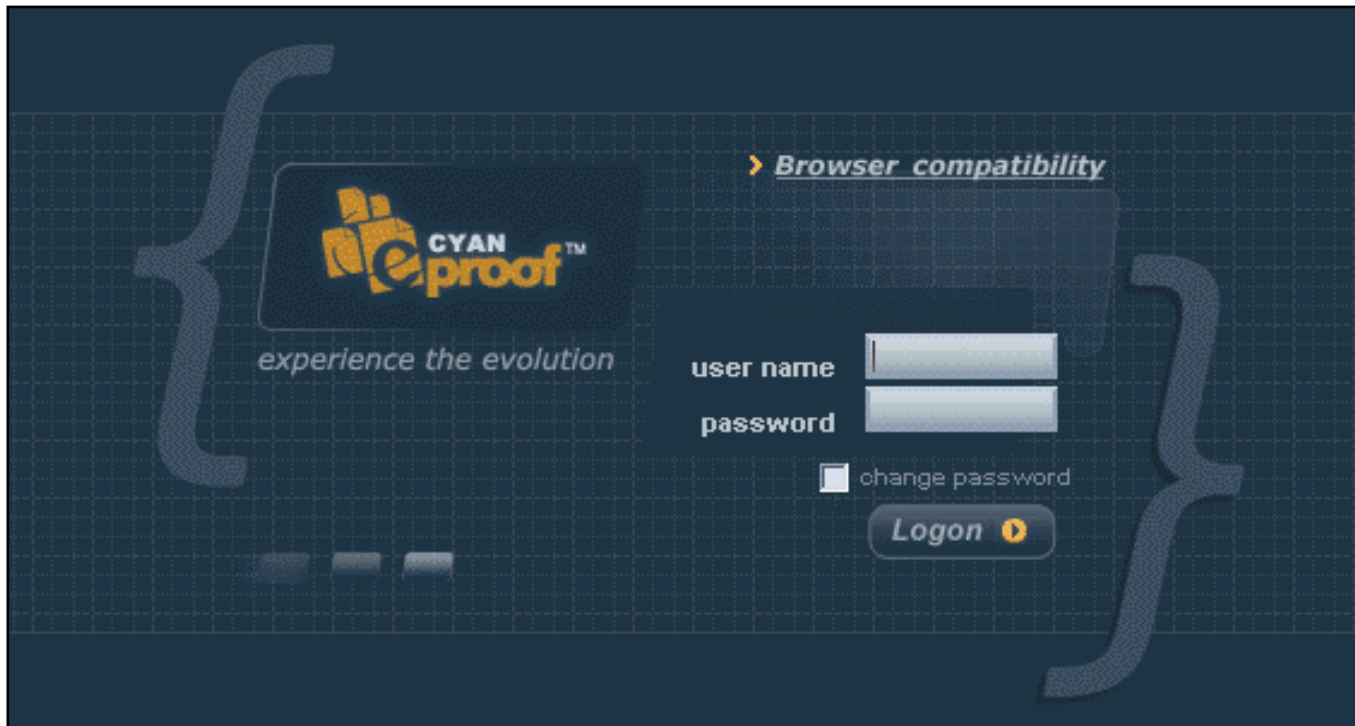 Browser compatibility
CYAN
eproof™
experience the evolution
user name
password
change password
Logon